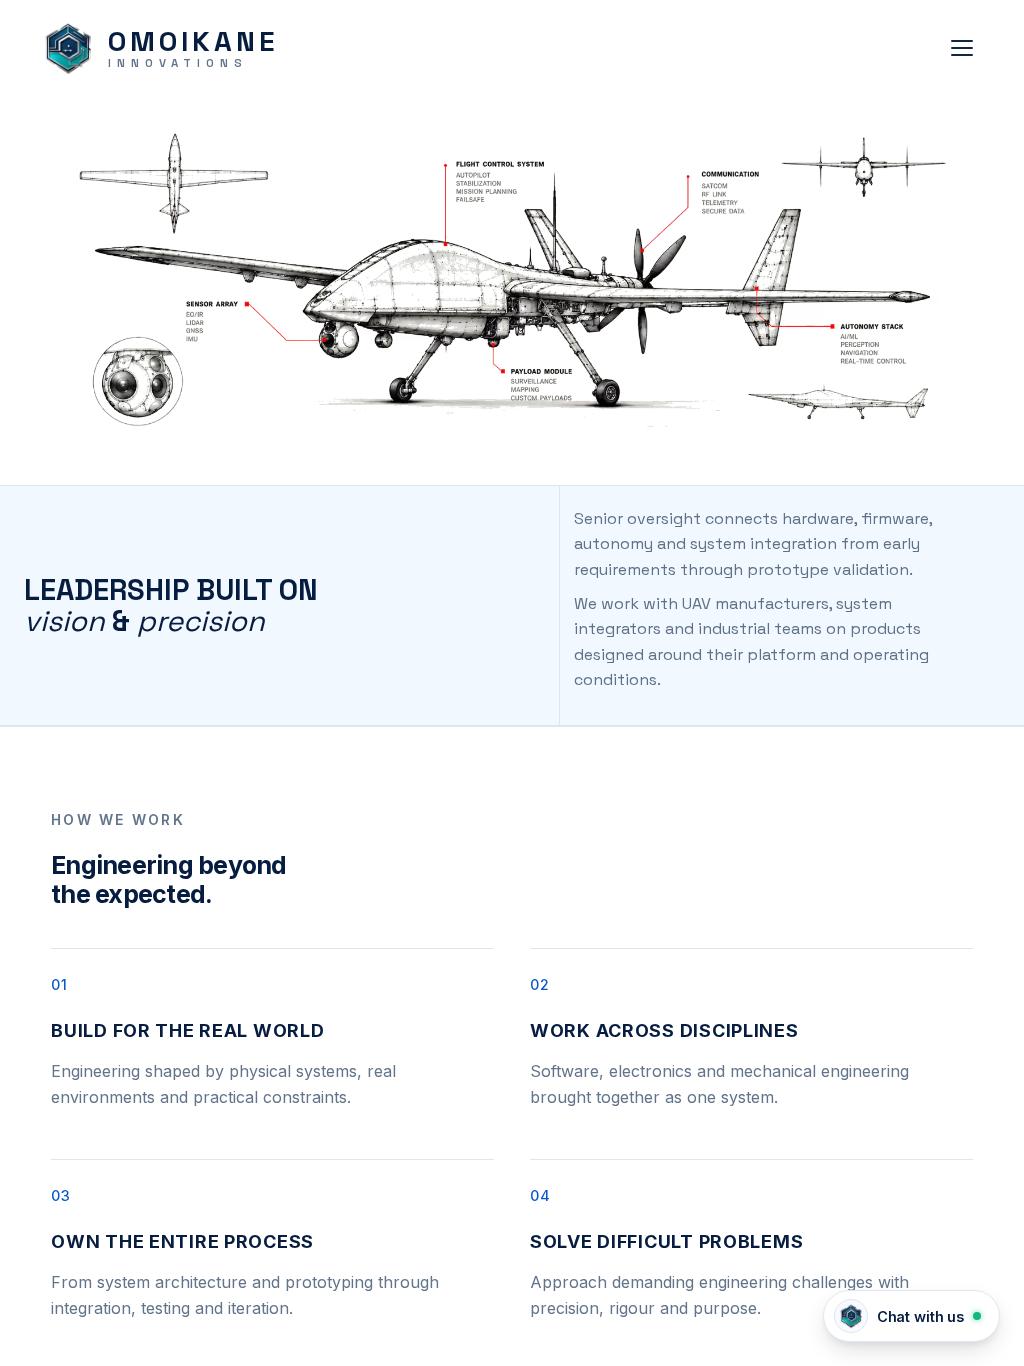 OMOIKANE
INNOVATIONS
FLIGHT CONTROL SYSTEM
AUTOPILOT
STABILIZATION
MISSION PLANNING
FAILSAFE
COMMUNICATION
SATCOM
RF LINK
TELEMETRY
SECURE DATA
SENSOR ARRAY
EO/IR
LIDAR
GNSS
IMU
AUTONOMY STACK
AI/ML
PERCEPTION
NAVIGATION
REAL-TIME CONTROL
PAYLOAD MODULE
SURVEILLANCE
MAPPING
CUSTOM PAYLOADS
LEADERSHIP BUILT ON
vision & precision
Senior oversight connects hardware, firmware,
autonomy and system integration from early
requirements through prototype validation.
We work with UAV manufacturers, system
integrators and industrial teams on products
designed around their platform and operating
conditions.
HOW WE WORK
Engineering beyond
the expected.
01
BUILD FOR THE REAL WORLD
Engineering shaped by physical systems, real
environments and practical constraints.
02
WORK ACROSS DISCIPLINES
Software, electronics and mechanical engineering
brought together as one system.
03
OWN THE ENTIRE PROCESS
From system architecture and prototyping through
integration, testing and iteration.
04
SOLVE DIFFICULT PROBLEMS
Approach demanding engineering challenges with
precision, rigour and purpose.
Chat with us